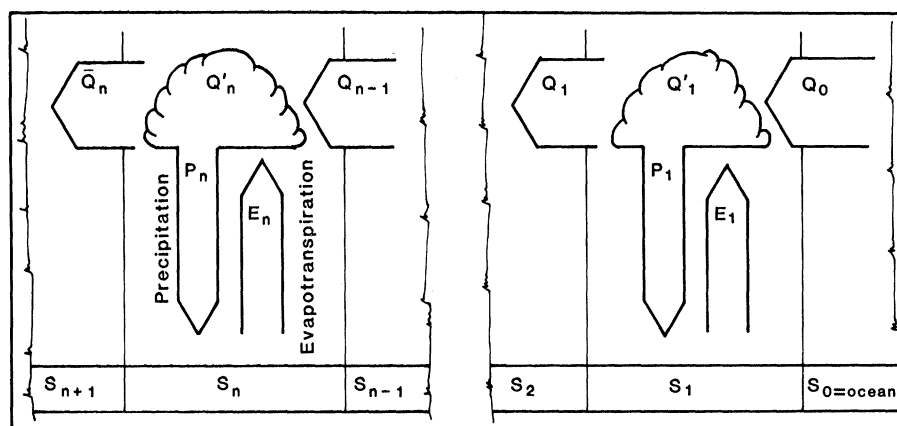 Q̄n Q'n Qn-1 Q1 Q'1 Q0
Pn En P1 E1
Precipitation
Evapotranspiration
Sn+1 Sn Sn-1 S2 S1 S0=ocean